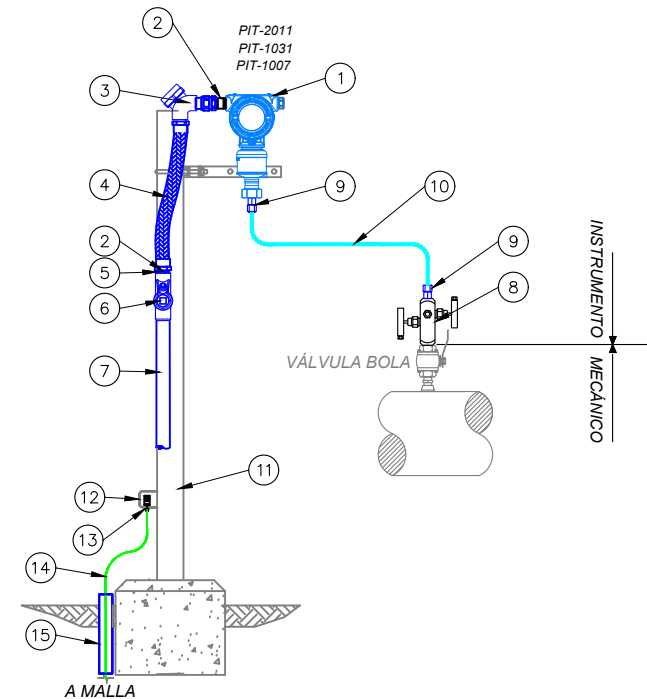 2
PIT-2011
PIT-1031
PIT-1007
1
3
4
9
10
2
5
6
9
8
INSTRUMENTO
VÁLVULA BOLA
MECÁNICO
7
11
12
13
14
15
A MALLA